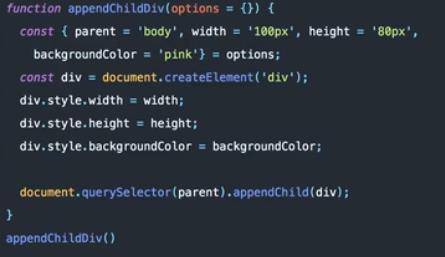 function appendChildDiv(options = {}) {
  const { parent = 'body', width = '100px', height = '80px',
    backgroundColor = 'pink'} = options;
  const div = document.createElement('div');
  div.style.width = width;
  div.style.height = height;
  div.style.backgroundColor = backgroundColor;

  document.querySelector(parent).appendChild(div);
}
appendChildDiv()